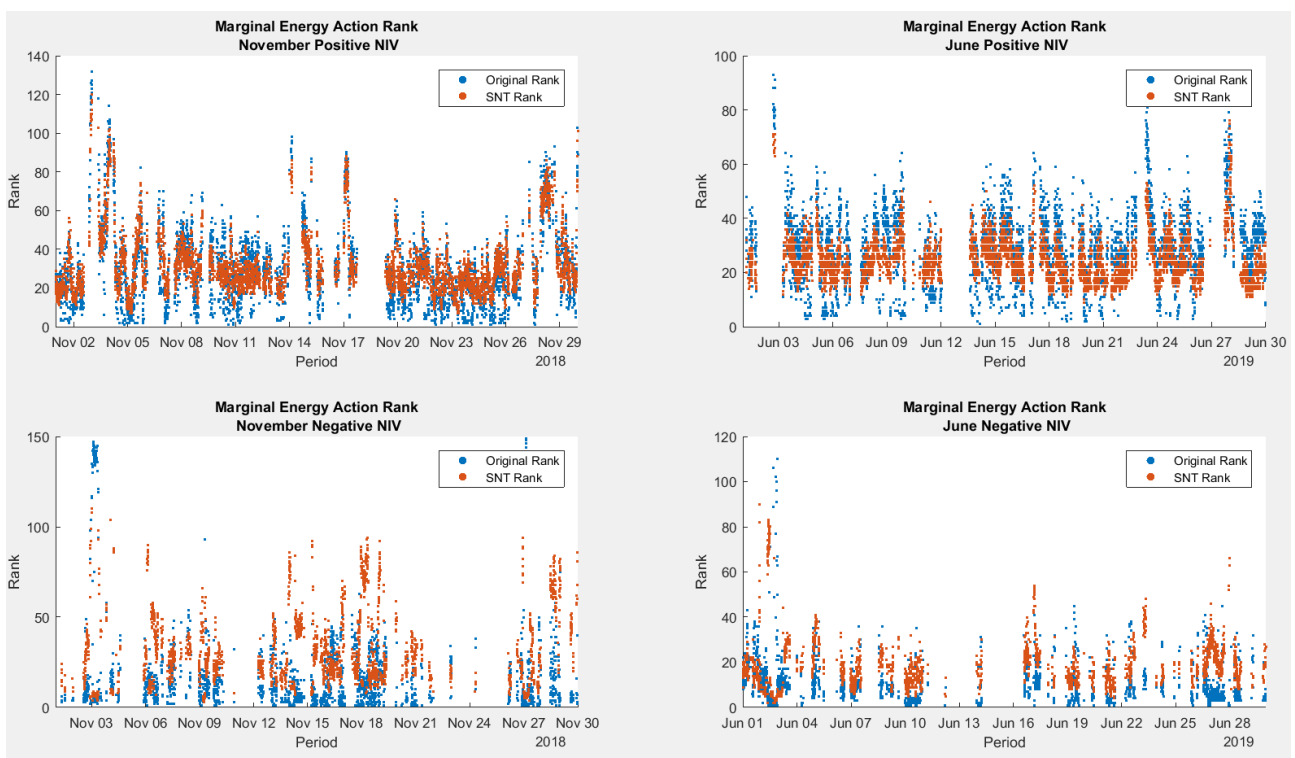 Marginal Energy Action Rank
November Positive NIV
140
120
100
80
60
40
20
0
Rank
Original Rank
SNT Rank
Nov 02 Nov 05 Nov 08 Nov 11 Nov 14 Nov 17 Nov 20 Nov 23 Nov 26 Nov 29
Period
2018
Marginal Energy Action Rank
June Positive NIV
100
80
60
40
20
0
Rank
Original Rank
SNT Rank
Jun 03 Jun 06 Jun 09 Jun 12 Jun 15 Jun 18 Jun 21 Jun 24 Jun 27 Jun 30
Period
2019
Marginal Energy Action Rank
November Negative NIV
150
100
50
0
Rank
Original Rank
SNT Rank
Nov 03 Nov 06 Nov 09 Nov 12 Nov 15 Nov 18 Nov 21 Nov 24 Nov 27 Nov 30
Period
2018
Marginal Energy Action Rank
June Negative NIV
120
100
80
60
40
20
0
Rank
Original Rank
SNT Rank
Jun 01 Jun 04 Jun 07 Jun 10 Jun 13 Jun 16 Jun 19 Jun 22 Jun 25 Jun 28
Period
2019